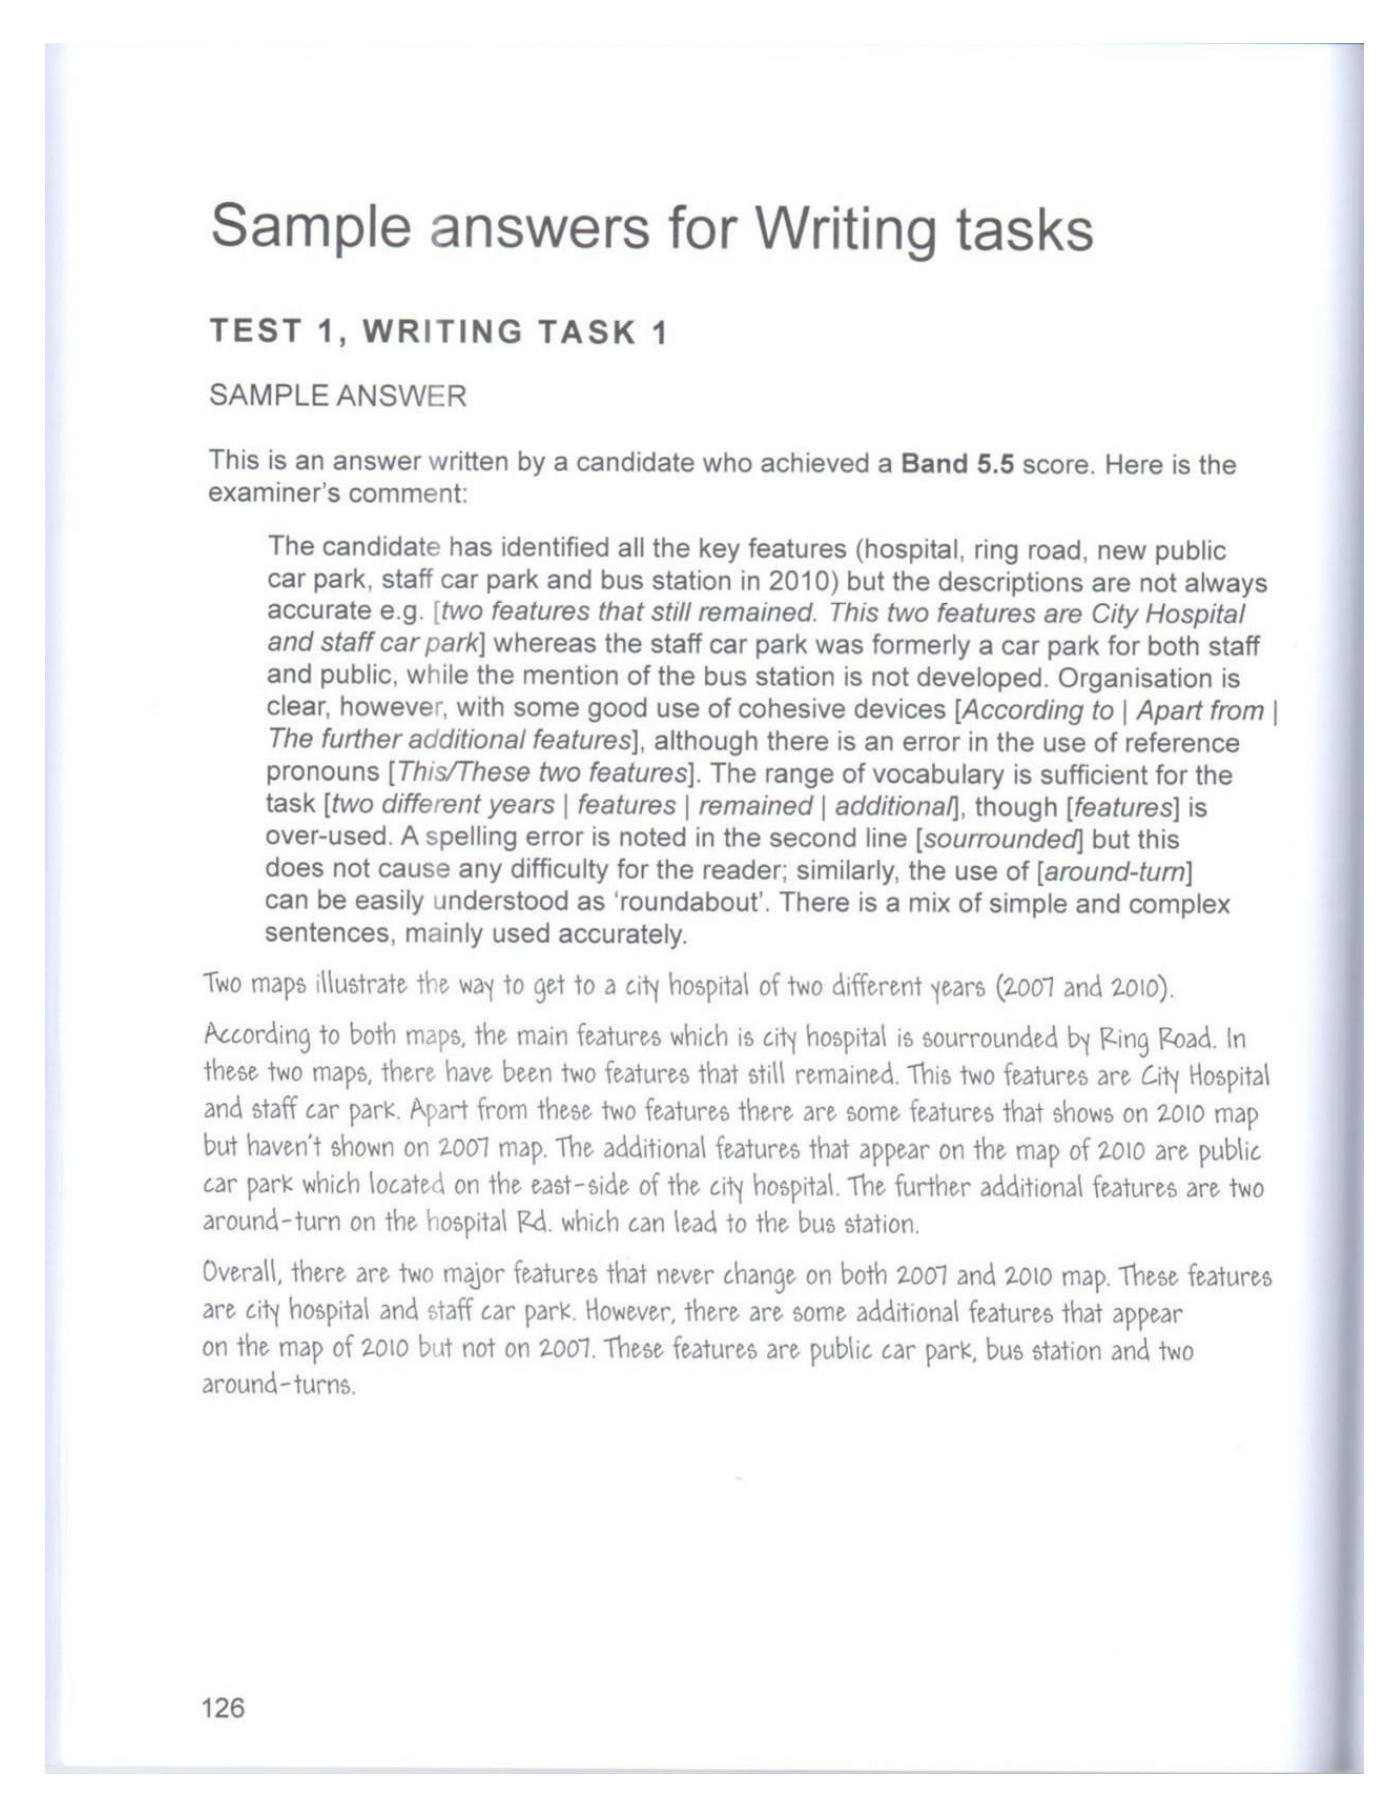 Sample answers for Writing tasks
TEST 1, WRITING TASK 1
SAMPLE ANSWER
This is an answer written by a candidate who achieved a Band 5.5 score. Here is the
examiner's comment:
The candidate has identified all the key features (hospital, ring road, new public
car park, staff car park and bus station in 2010) but the descriptions are not always
accurate e.g. [two features that still remained. This two features are City Hospital
and staff car park] whereas the staff car park was formerly a car park for both staff
and public, while the mention of the bus station is not developed. Organisation is
clear, however, with some good use of cohesive devices [According to | Apart from |
The further additional features], although there is an error in the use of reference
pronouns [This/These two features]. The range of vocabulary is sufficient for the
task [two different years | features | remained | additional], though [features] is
over-used. A spelling error is noted in the second line [sourrounded] but this
does not cause any difficulty for the reader; similarly, the use of [around-turn]
can be easily understood as 'roundabout'. There is a mix of simple and complex
sentences, mainly used accurately.
Two maps illustrate the way to get to a city hospital of two different years (2007 and 2010).
According to both maps, the main features which is city hospital is sourrounded by Ring Road. In
these two maps, there have been two features that still remained. This two features are City Hospital
and staff car park. Apart from these two features there are some features that shows on 2010 map
but haven't shown on 2007 map. The additional features that appear on the map of 2010 are public
car park which located on the east-side of the city hospital. The further additional features are two
around-turn on the hospital Rd. which can lead to the bus station.
Overall, there are two major features that never change on both 2007 and 2010 map. These features
are city hospital and staff car park. However, there are some additional features that appear
on the map of 2010 but not on 2007. These features are public car park, bus station and two
around-turns.
126